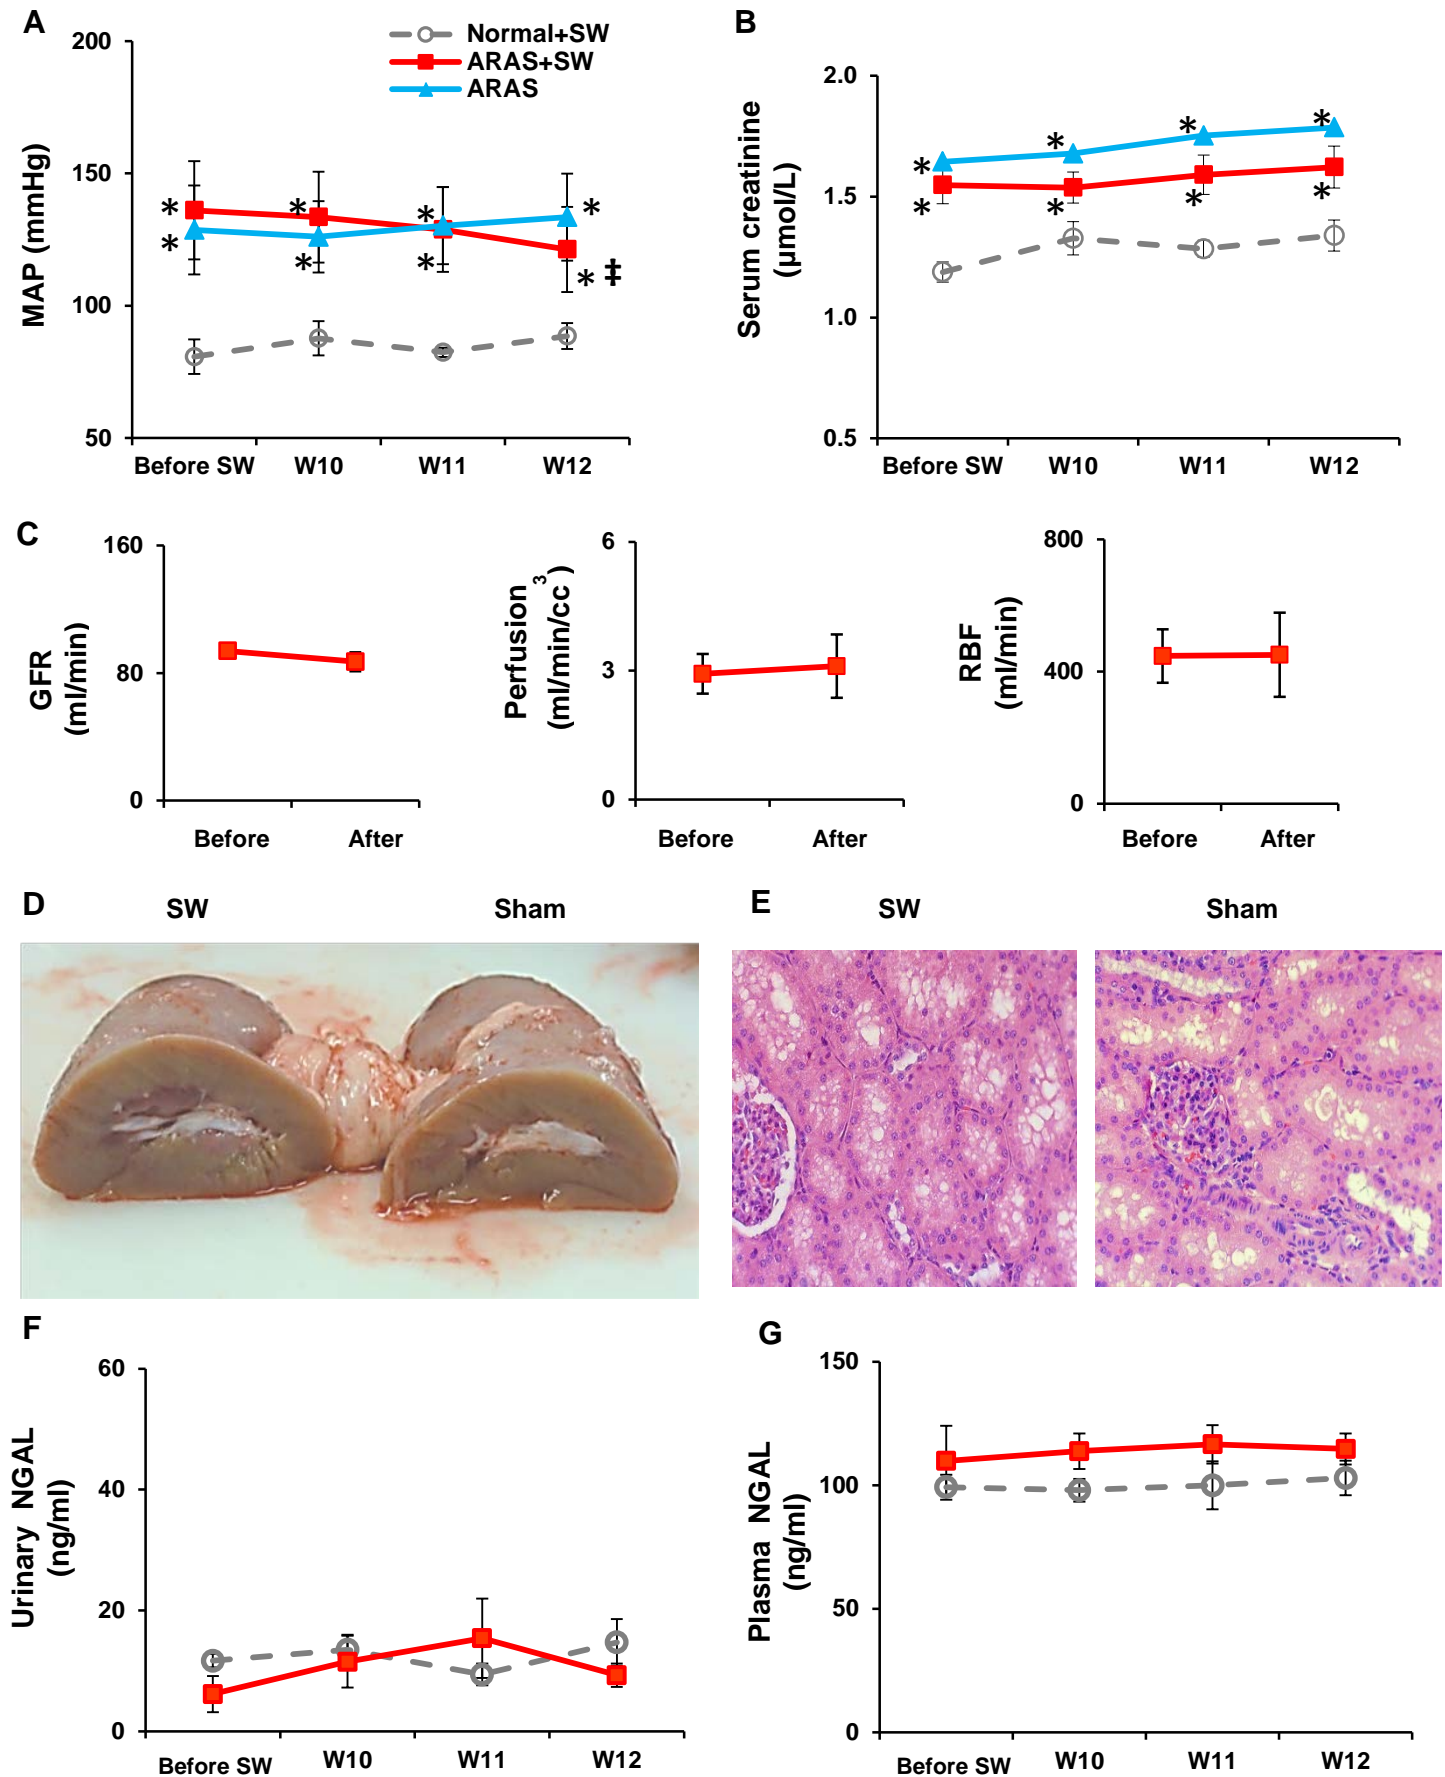 A
Normal+SW
ARAS+SW
ARAS
200
150
100
50
MAP (mmHg)
* * * *
* * * * ‡
Before SW W10 W11 W12
B
2.0
1.5
1.0
0.5
Serum creatinine
(µmol/L)
* * * *
* * * *
Before SW W10 W11 W12
C
160
80
0
GFR
(ml/min)
Before After
6
3
0
Perfusion
(ml/min/cc3)
Before After
800
400
0
RBF
(ml/min)
Before After
D SW Sham
E SW Sham
F
60
40
20
0
Urinary NGAL
(ng/ml)
Before SW W10 W11 W12
G
150
100
50
0
Plasma NGAL
(ng/ml)
Before SW W10 W11 W12